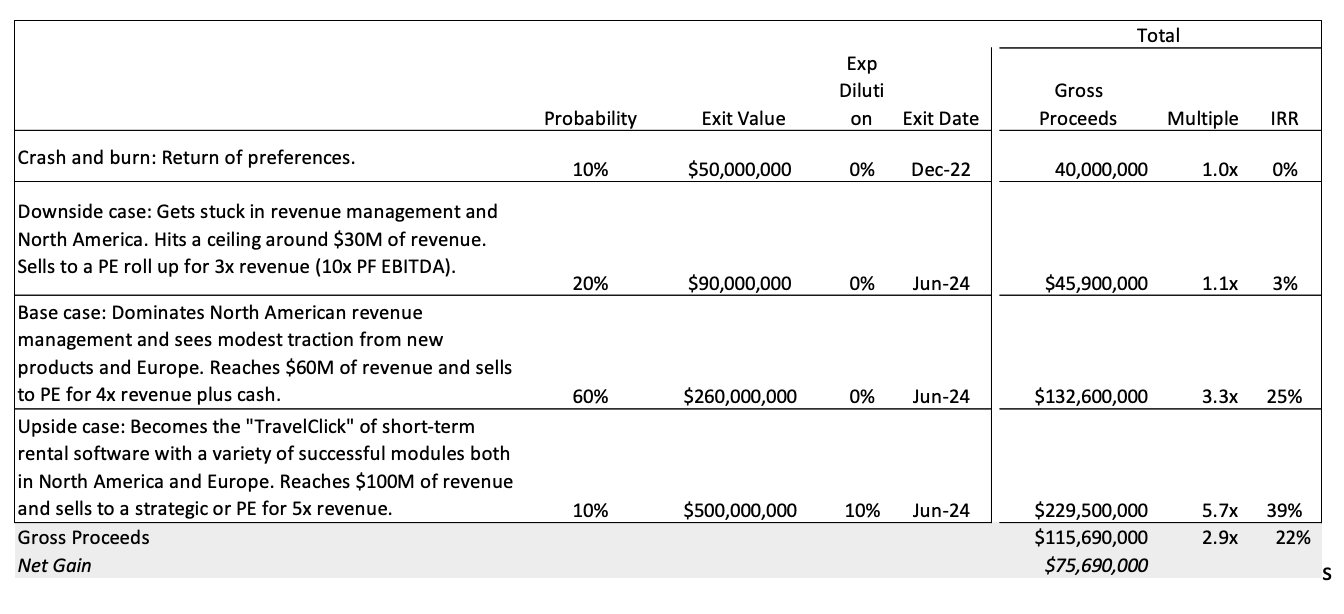 Total
Exp
Diluti
Gross
Probability Exit Value on Exit Date Proceeds Multiple IRR
Crash and burn: Return of preferences.
10% $50,000,000 0% Dec-22 40,000,000 1.0x 0%
Downside case: Gets stuck in revenue management and
North America. Hits a ceiling around $30M of revenue.
Sells to a PE roll up for 3x revenue (10x PF EBITDA).
20% $90,000,000 0% Jun-24 $45,900,000 1.1x 3%
Base case: Dominates North American revenue
management and sees modest traction from new
products and Europe. Reaches $60M of revenue and sells
to PE for 4x revenue plus cash. 60% $260,000,000 0% Jun-24 $132,600,000 3.3x 25%
Upside case: Becomes the "TravelClick" of short-term
rental software with a variety of successful modules both
in North America and Europe. Reaches $100M of revenue
and sells to a strategic or PE for 5x revenue. 10% $500,000,000 10% Jun-24 $229,500,000 5.7x 39%
Gross Proceeds $115,690,000 2.9x 22%
Net Gain $75,690,000
s